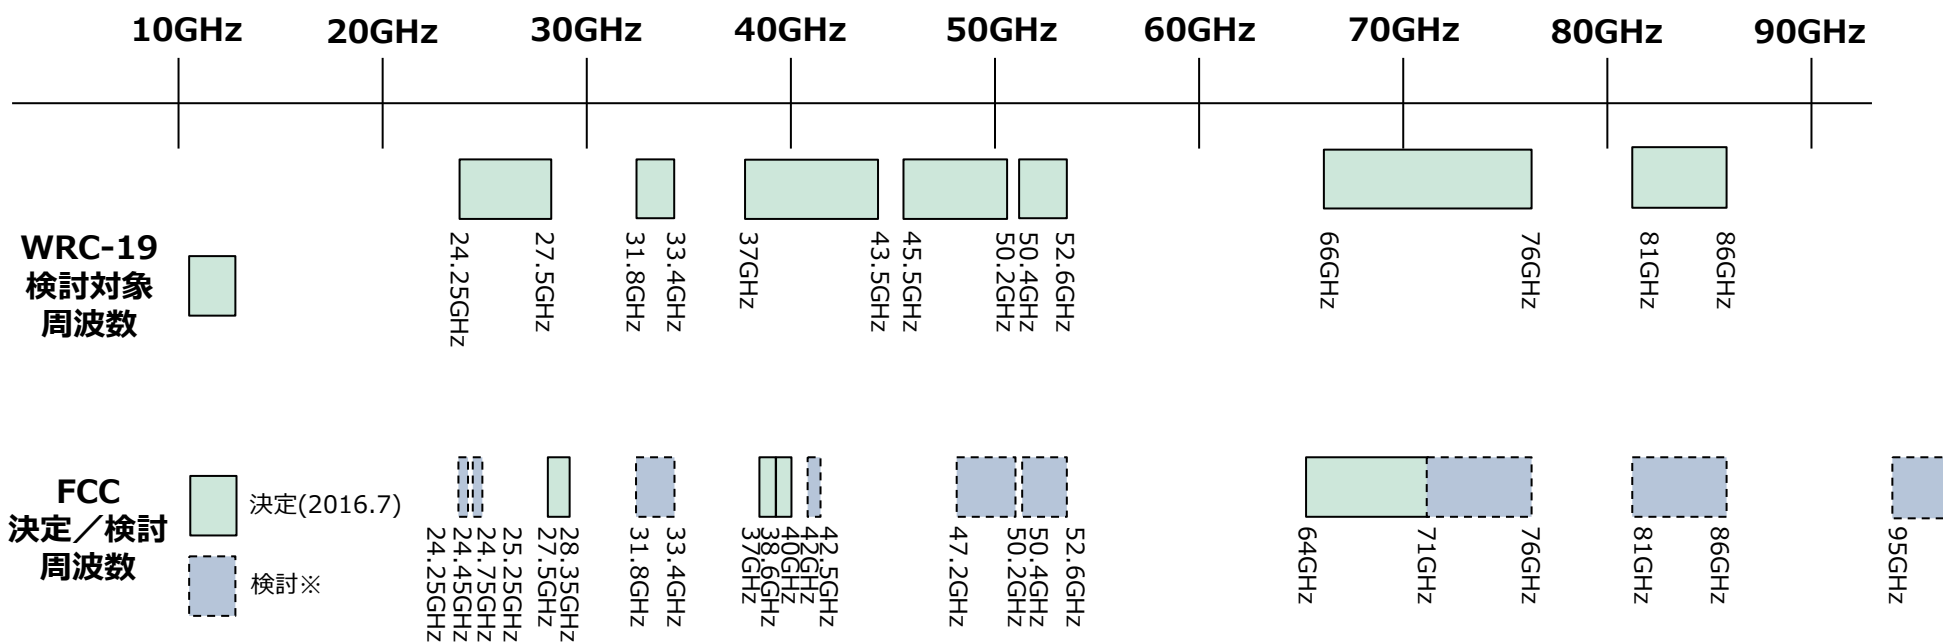 10GHz
20GHz
30GHz
40GHz
50GHz
60GHz
70GHz
80GHz
90GHz
WRC-19
検討対象
周波数
24.25GHz
27.5GHz
31.8GHz
33.4GHz
37GHz
43.5GHz
45.5GHz
50.2GHz
50.4GHz
52.6GHz
66GHz
76GHz
81GHz
86GHz
FCC
決定／検討
周波数
決定(2016.7)
検討※
24.25GHz
24.45GHz
24.75GHz
25.25GHz
27.5GHz
28.35GHz
31.8GHz
33.4GHz
37GHz
38.6GHz
40GHz
42GHz
42.5GHz
47.2GHz
50.2GHz
50.4GHz
52.6GHz
64GHz
71GHz
76GHz
81GHz
86GHz
95GHz